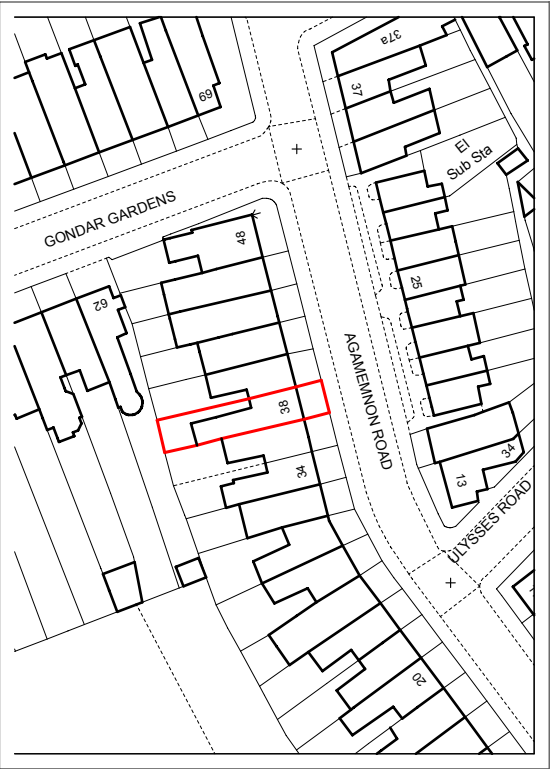 37a
37
69
El
Sub Sta
GONDAR GARDENS
48
25
62
AGAMEMNON ROAD
38
34
34
13
ULYSSES ROAD
20